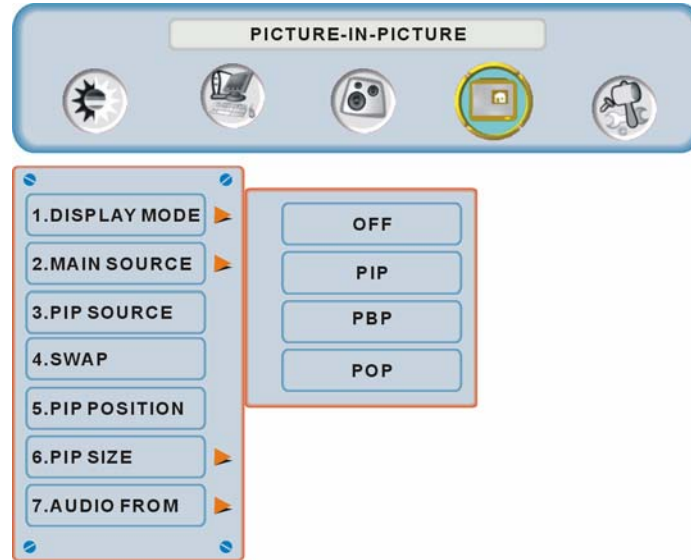 PICTURE-IN-PICTURE
1.DISPLAY MODE
2.MAIN SOURCE
3.PIP SOURCE
4.SWAP
5.PIP POSITION
6.PIP SIZE
7.AUDIO FROM
OFF
PIP
PBP
POP